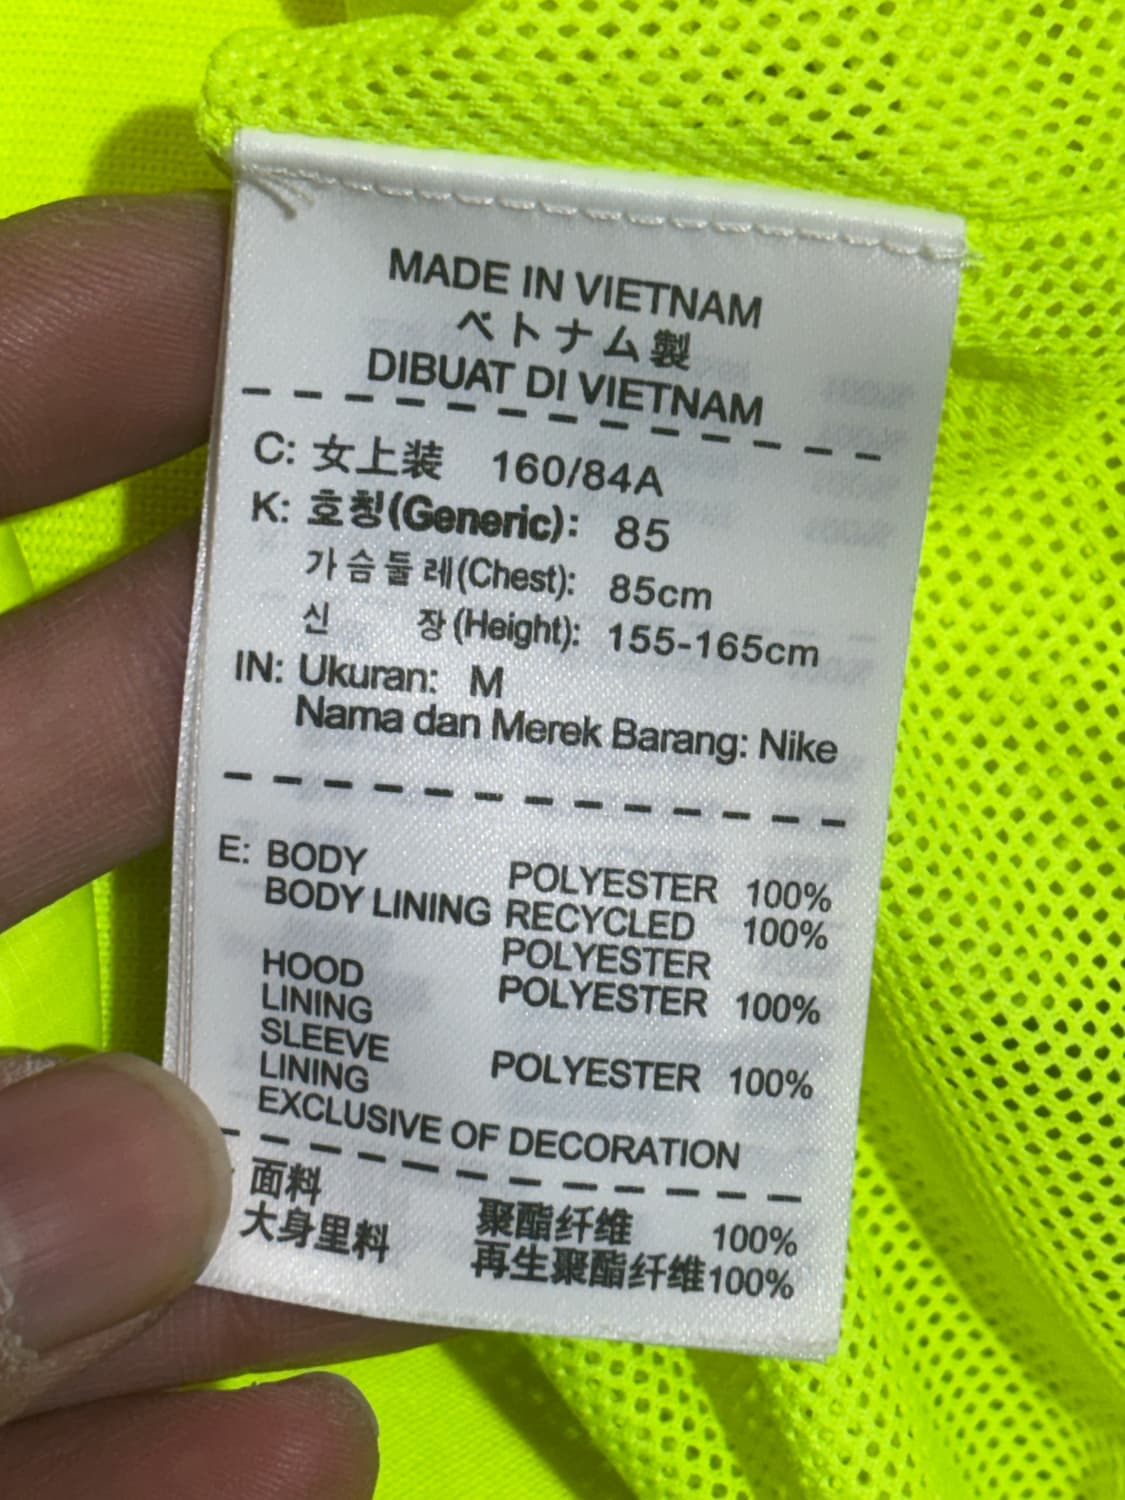 MADE IN VIETNAM
ベトナム製
DIBUAT DI VIETNAM
C: 女上装 160/84A
K: 호칭(Generic): 85
가슴둘레(Chest): 85cm
신 장(Height): 155-165cm
IN: Ukuran: M
Nama dan Merek Barang: Nike
E: BODY POLYESTER 100%
BODY LINING RECYCLED 100%
POLYESTER
HOOD POLYESTER 100%
LINING
SLEEVE POLYESTER 100%
LINING
EXCLUSIVE OF DECORATION
面料 聚酯纤维 100%
大身里料 再生聚酯纤维100%